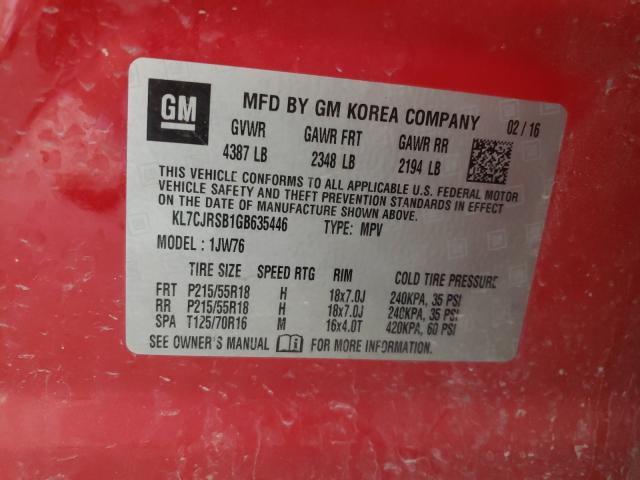 GM MFD BY GM KOREA COMPANY 02 / 16
GVWR GAWR FRT GAWR RR
4387 LB 2348 LB 2194 LB
THIS VEHICLE CONFORMS TO ALL APPLICABLE U.S. FEDERAL MOTOR
VEHICLE SAFETY AND THEFT PREVENTION STANDARDS IN EFFECT
ON THE DATE OF MANUFACTURE SHOWN ABOVE.
KL7CJRSB1GB635446 TYPE: MPV
MODEL : 1JW76
TIRE SIZE SPEED RTG RIM COLD TIRE PRESSURE
FRT P215/55R18 H 18x7.0J 240KPA, 35 PSI
RR P215/55R18 H 18x7.0J 240KPA, 35 PSI
SPA T125/70R16 M 16x4.0T 420KPA, 60 PSI
SEE OWNER'S MANUAL FOR MORE INFORMATION.